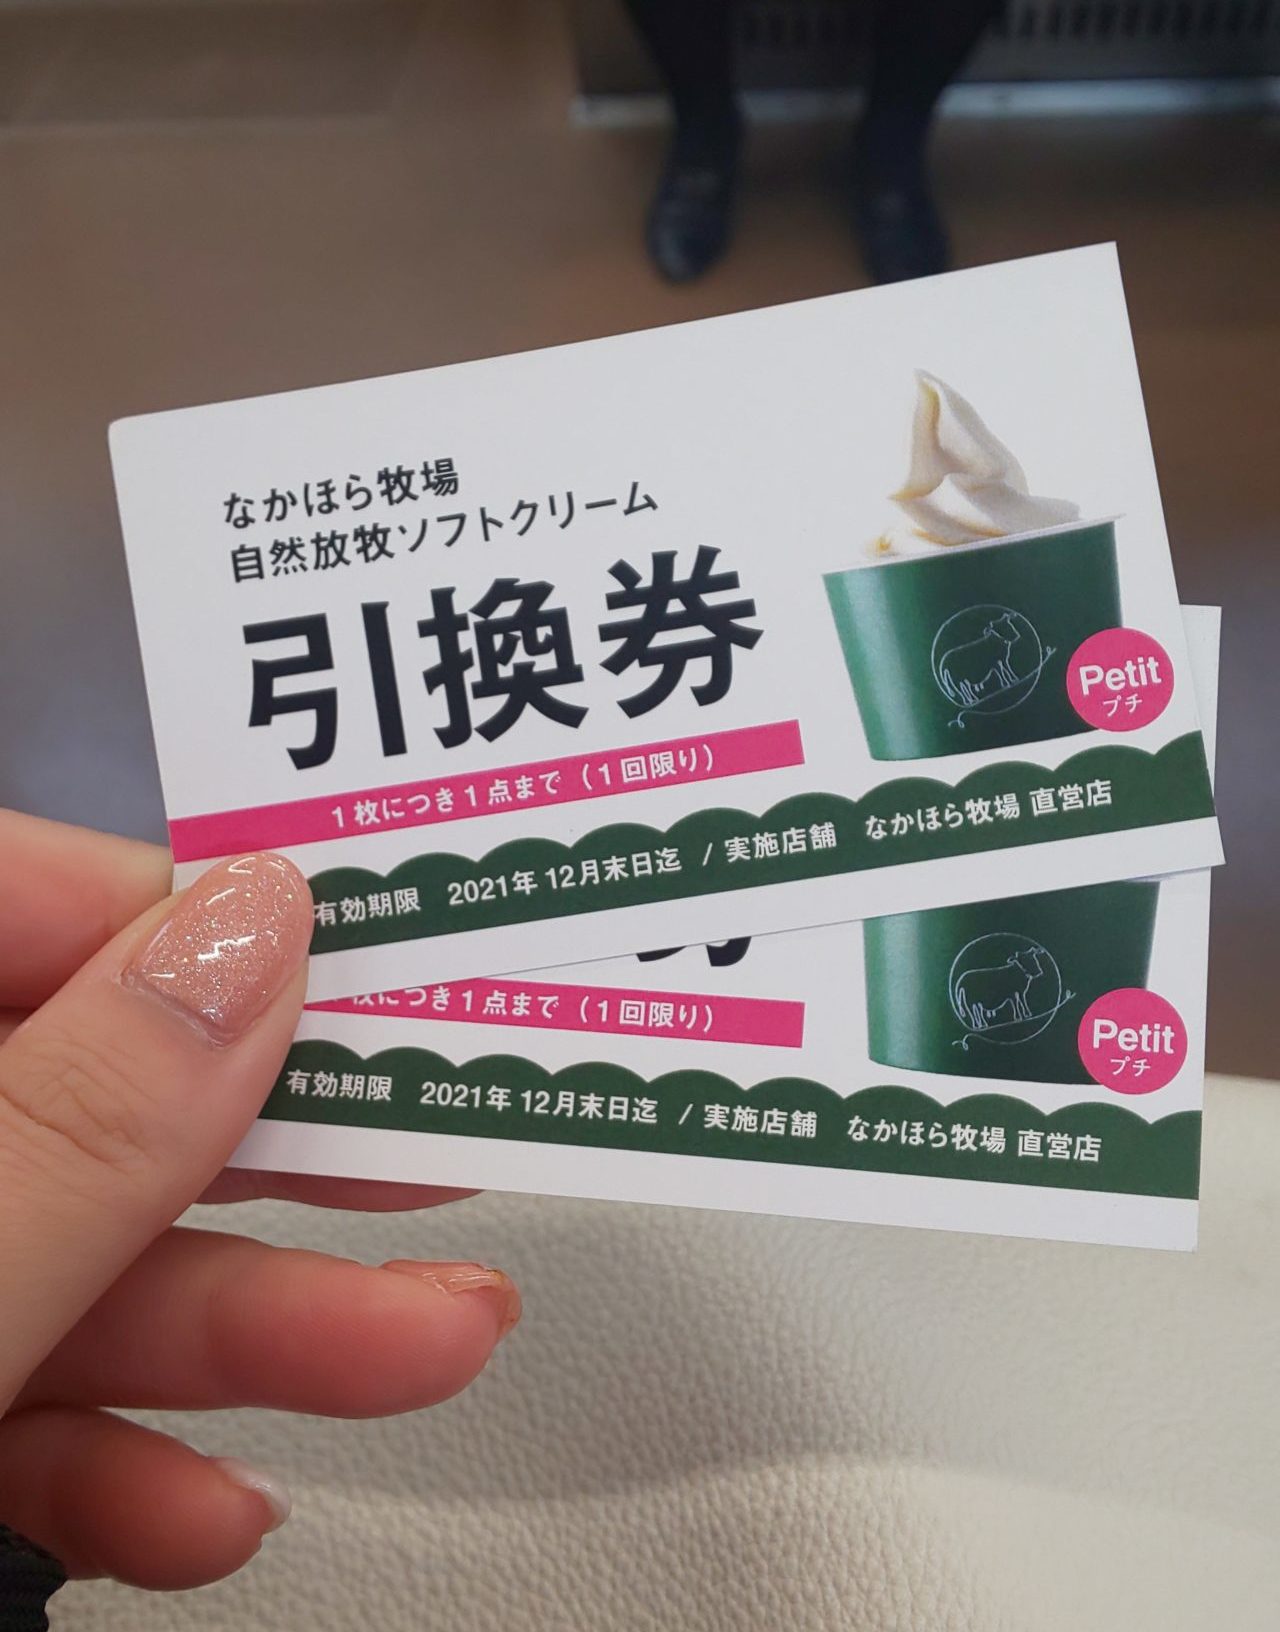 なかほら牧場
自然放牧ソフトクリーム
引換券
1枚につき1点まで（1回限り）
Petit
プチ
有効期限 2021年12月末日迄 / 実施店舗 なかほら牧場 直営店
枚につき1点まで（1回限り）
Petit
プチ
有効期限 2021年12月末日迄 / 実施店舗 なかほら牧場 直営店